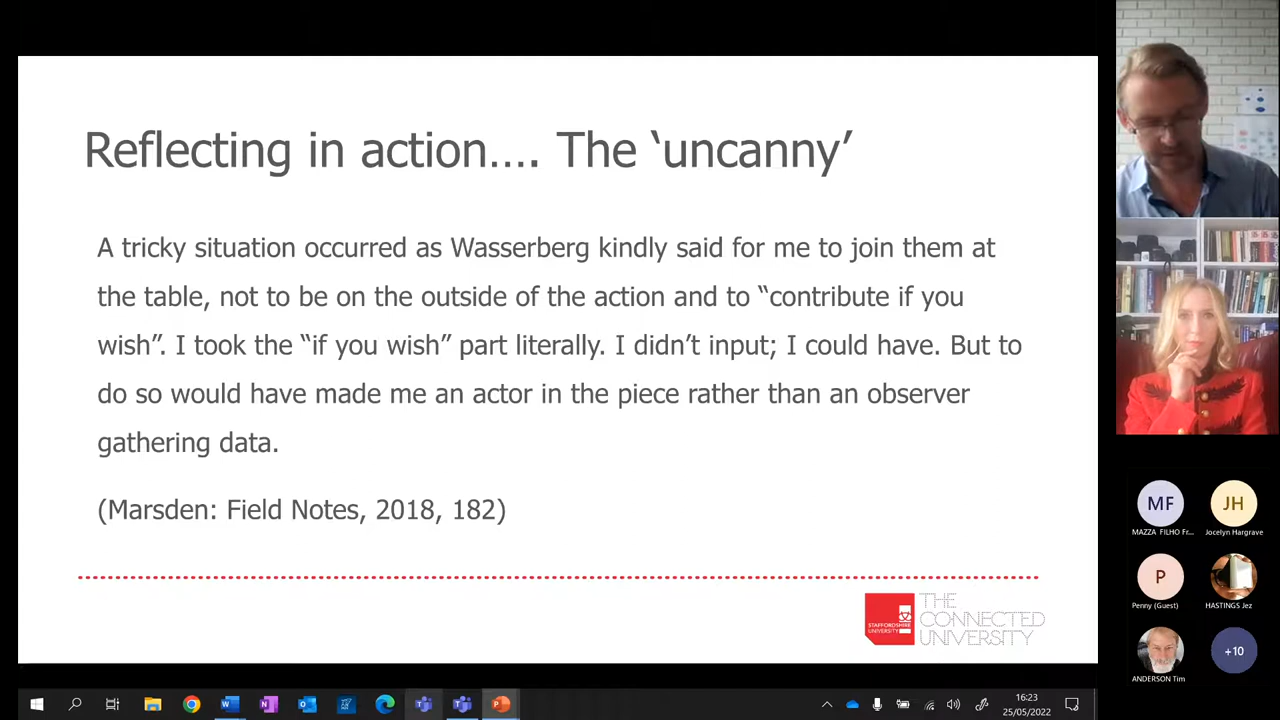 Reflecting in action…. The ‘uncanny’
A tricky situation occurred as Wasserberg kindly said for me to join them at
the table, not to be on the outside of the action and to “contribute if you
wish”. I took the “if you wish” part literally. I didn’t input; I could have. But to
do so would have made me an actor in the piece rather than an observer
gathering data.
(Marsden: Field Notes, 2018, 182)
STAFFORDSHIRE
UNIVERSITY
THE
CONNECTED
UNIVERSITY
MF
JH
MAZZA FILHO Fr...
Jocelyn Hargrave
P
Penny (Guest)
HASTINGS Jez
+10
ANDERSON Tim
16:23
25/05/2022